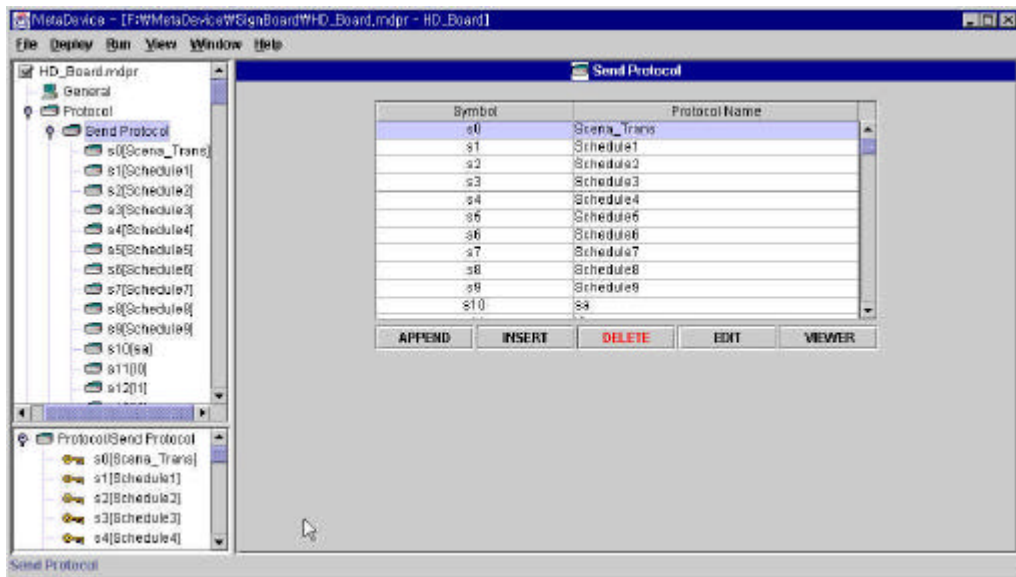 MetaDevice - [F:₩MetaDevice₩SignBoard₩HD_Board.mdpr - HD_Board]
File Deploy Run View Window Help
HD_Board.mdpr
General
Protocol
Send Protocol
s0[Scena_Trans]
s1[Schedule1]
s2[Schedule2]
s3[Schedule3]
s4[Schedule4]
s5[Schedule5]
s6[Schedule6]
s7[Schedule7]
s8[Schedule8]
s9[Schedule9]
s10[sa]
s11[l0]
s12[l1]
Protocol/Send Protocol
s0[Scena_Trans]
s1[Schedule1]
s2[Schedule2]
s3[Schedule3]
s4[Schedule4]
Send Protocol
Symbol Protocol Name
s0 Scena_Trans
s1 Schedule1
s2 Schedule2
s3 Schedule3
s4 Schedule4
s5 Schedule5
s6 Schedule6
s7 Schedule7
s8 Schedule8
s9 Schedule9
s10 sa
APPEND INSERT DELETE EDIT VIEWER
Send Protocol